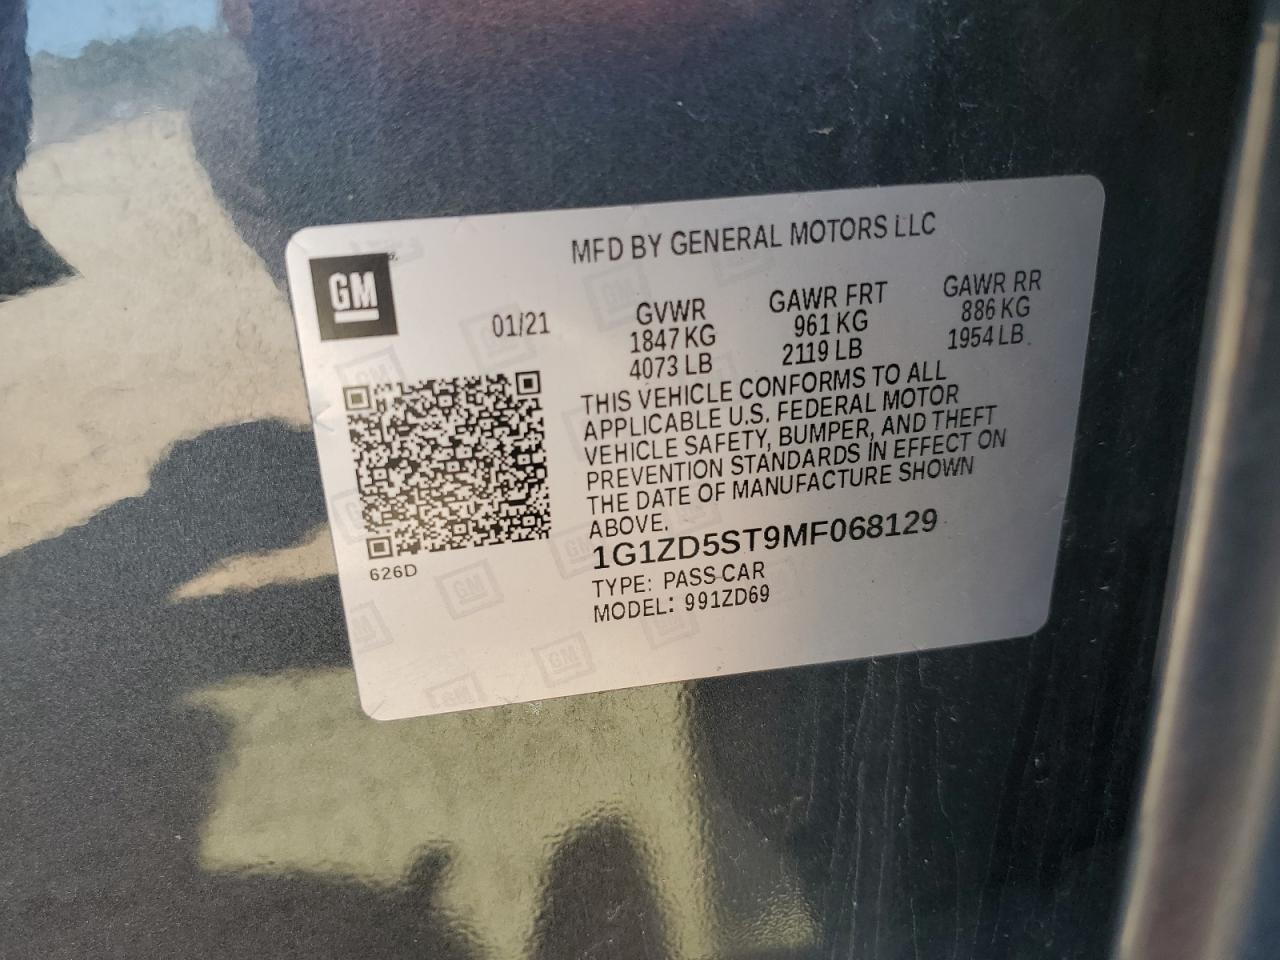 MFD BY GENERAL MOTORS LLC
GM
01/21
GVWR
1847 KG
4073 LB
GAWR FRT
961 KG
2119 LB
GAWR RR
886 KG
1954 LB
THIS VEHICLE CONFORMS TO ALL
APPLICABLE U.S. FEDERAL MOTOR
VEHICLE SAFETY, BUMPER, AND THEFT
PREVENTION STANDARDS IN EFFECT ON
THE DATE OF MANUFACTURE SHOWN
ABOVE.
1G1ZD5ST9MF068129
TYPE: PASS CAR
MODEL: 991ZD69
626D